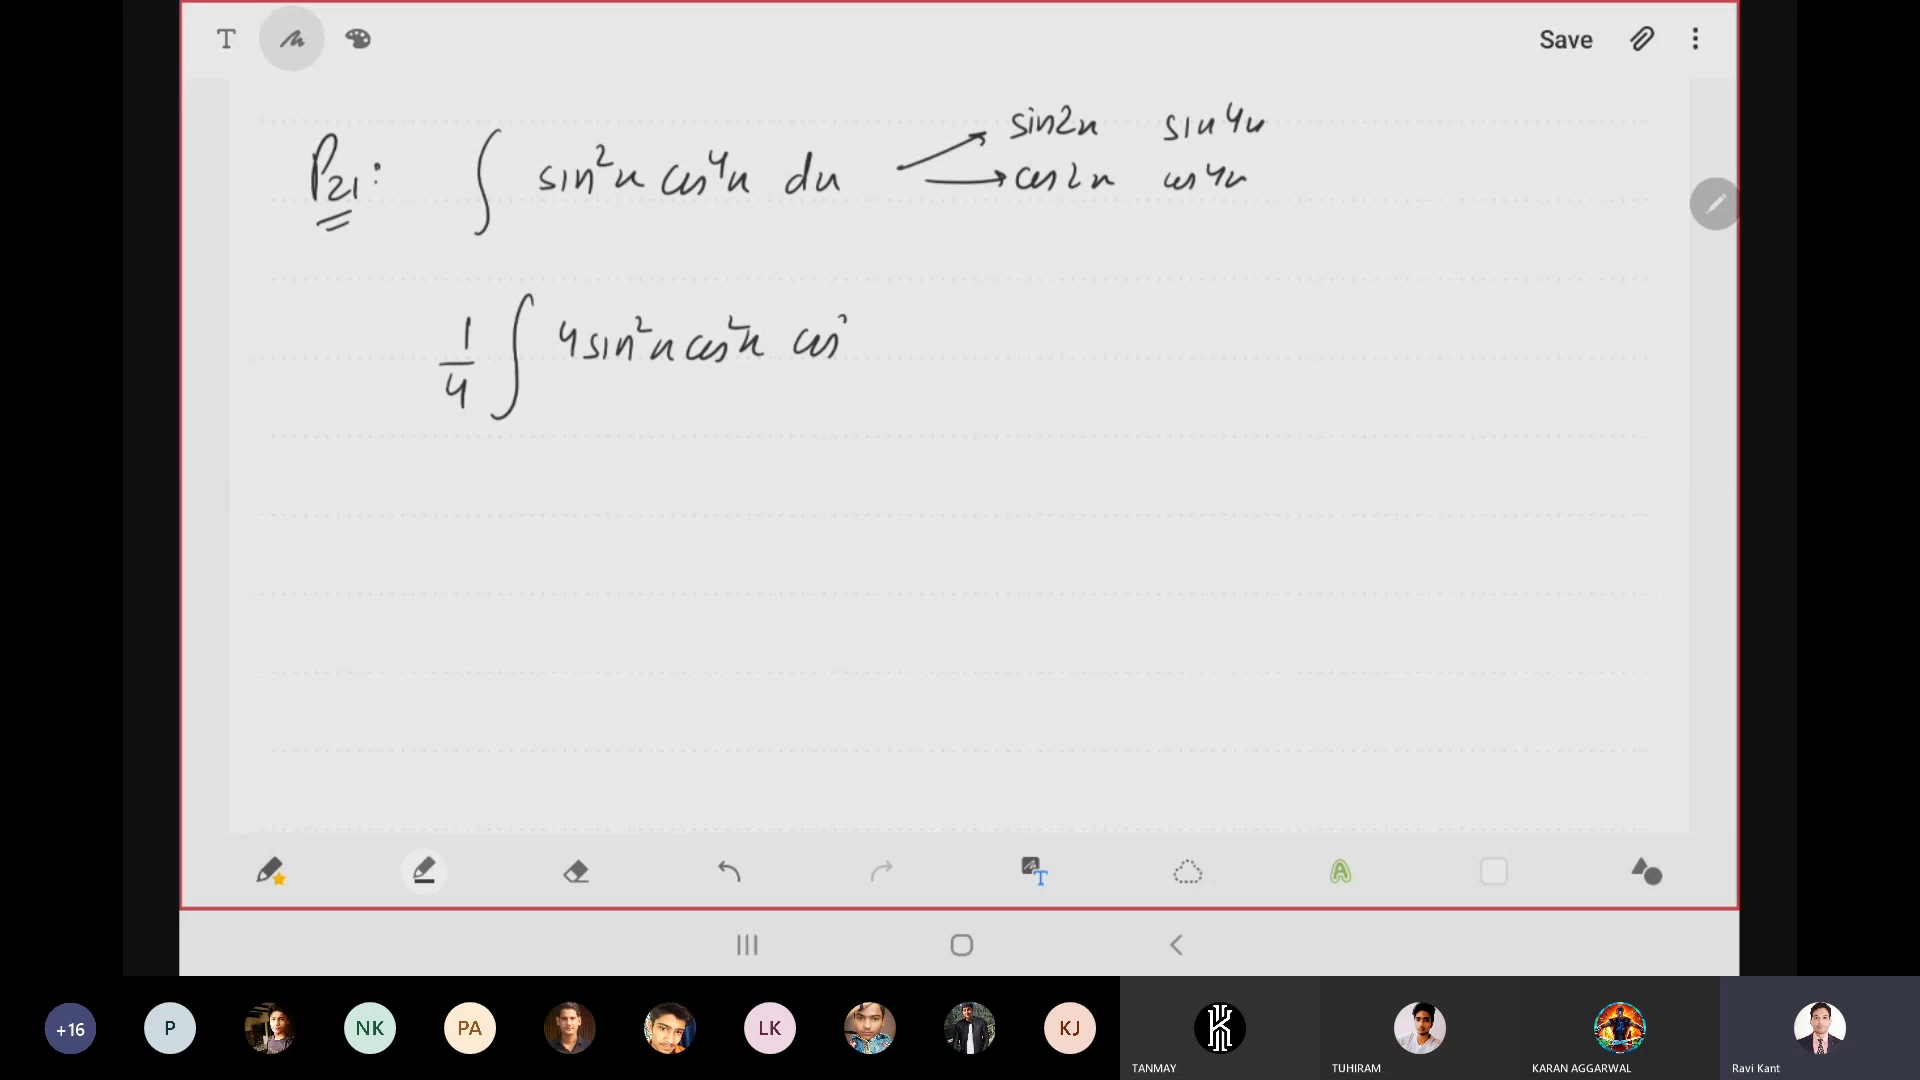 T Save
P21: ∫ sin²x cos⁴x dx sin2x sin4x
cos2x cos4x
1/4 ∫ 4sin²x cos²x cos²
T A
+16 P NK PA LK KJ
TANMAY TUHIRAM KARAN AGGARWAL Ravi Kant